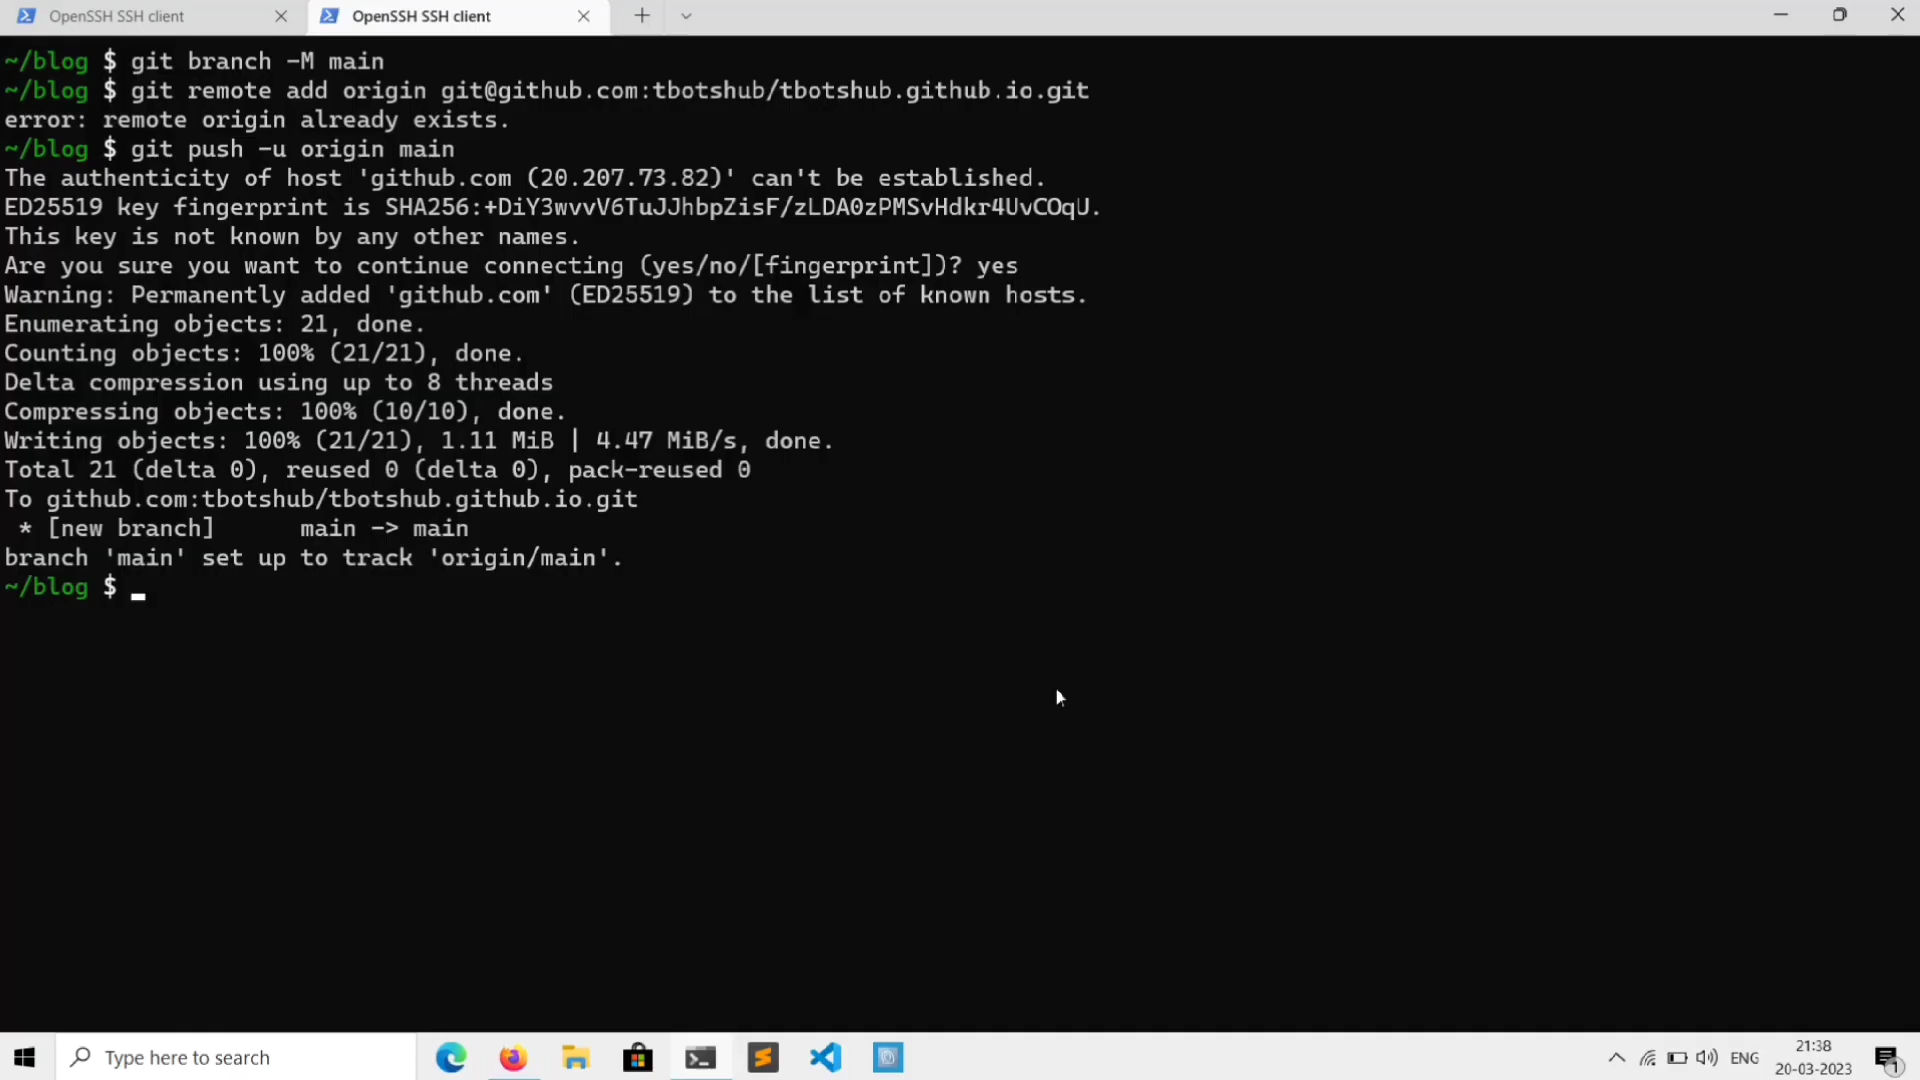 OpenSSH SSH client
OpenSSH SSH client
~/blog $ git branch -M main
~/blog $ git remote add origin git@github.com:tbotshub/tbotshub.github.io.git
error: remote origin already exists.
~/blog $ git push -u origin main
The authenticity of host 'github.com (20.207.73.82)' can't be established.
ED25519 key fingerprint is SHA256:+DiY3wvvV6TuJJhbpZisF/zLDA0zPMSvHdkr4UvCOqU.
This key is not known by any other names.
Are you sure you want to continue connecting (yes/no/[fingerprint])? yes
Warning: Permanently added 'github.com' (ED25519) to the list of known hosts.
Enumerating objects: 21, done.
Counting objects: 100% (21/21), done.
Delta compression using up to 8 threads
Compressing objects: 100% (10/10), done.
Writing objects: 100% (21/21), 1.11 MiB | 4.47 MiB/s, done.
Total 21 (delta 0), reused 0 (delta 0), pack-reused 0
To github.com:tbotshub/tbotshub.github.io.git
 * [new branch]      main -> main
branch 'main' set up to track 'origin/main'.
~/blog $
Type here to search
ENG
21:38
20-03-2023
1